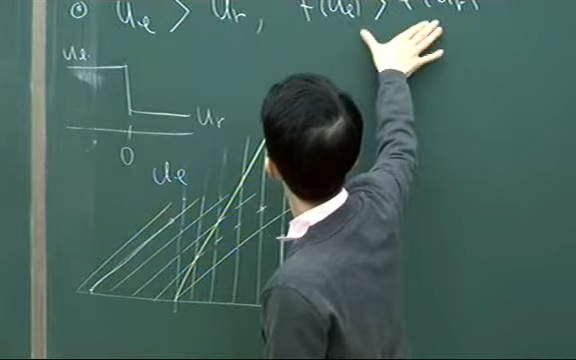 ⊙ u_l > u_r, f(u_l) > f(u_r)
u_l
u_r
0
u_l